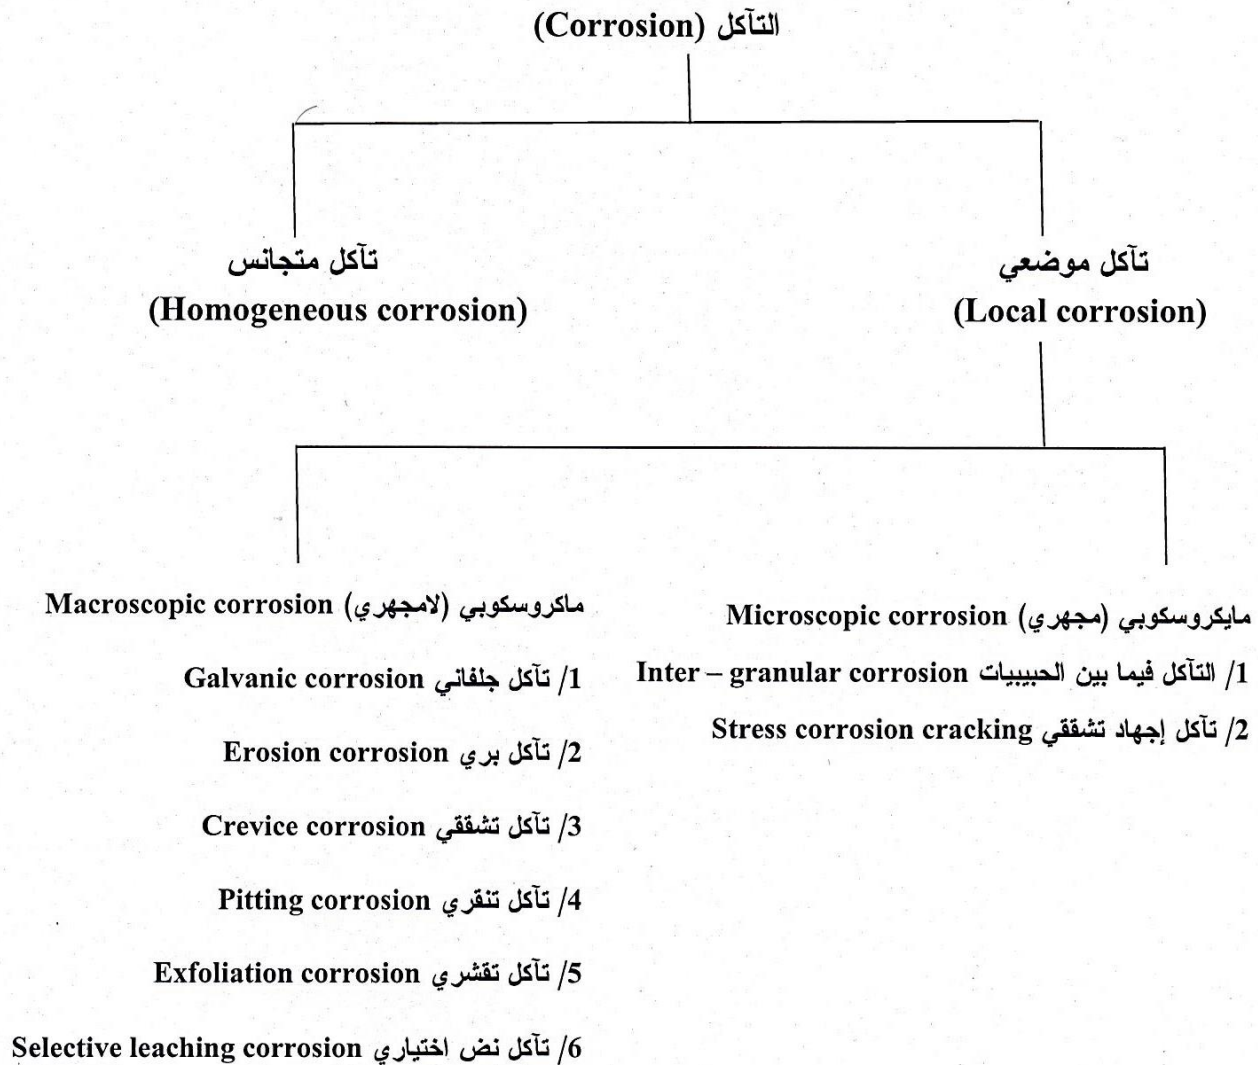 التآكل (Corrosion)
تآكل موضعي
(Local corrosion)
تآكل متجانس
(Homogeneous corrosion)
مايكروسكوبي (مجهري) Microscopic corrosion
1/ التآكل فيما بين الحبيبيات Inter – granular corrosion
2/ تآكل إجهاد تشققي Stress corrosion cracking
ماكروسكوبي (لامجهري) Macroscopic corrosion
1/ تآكل جلفاني Galvanic corrosion
2/ تآكل بري Erosion corrosion
3/ تآكل تشققي Crevice corrosion
4/ تآكل تنقري Pitting corrosion
5/ تآكل تقشري Exfoliation corrosion
6/ تآكل نض اختياري Selective leaching corrosion